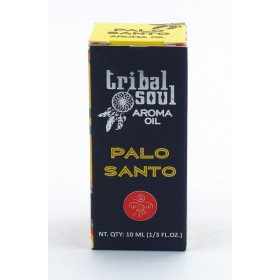 tribal
soul
AROMA
OIL
PALO
SANTO
NT. QTY: 10 ML (1/3 FL.OZ.)